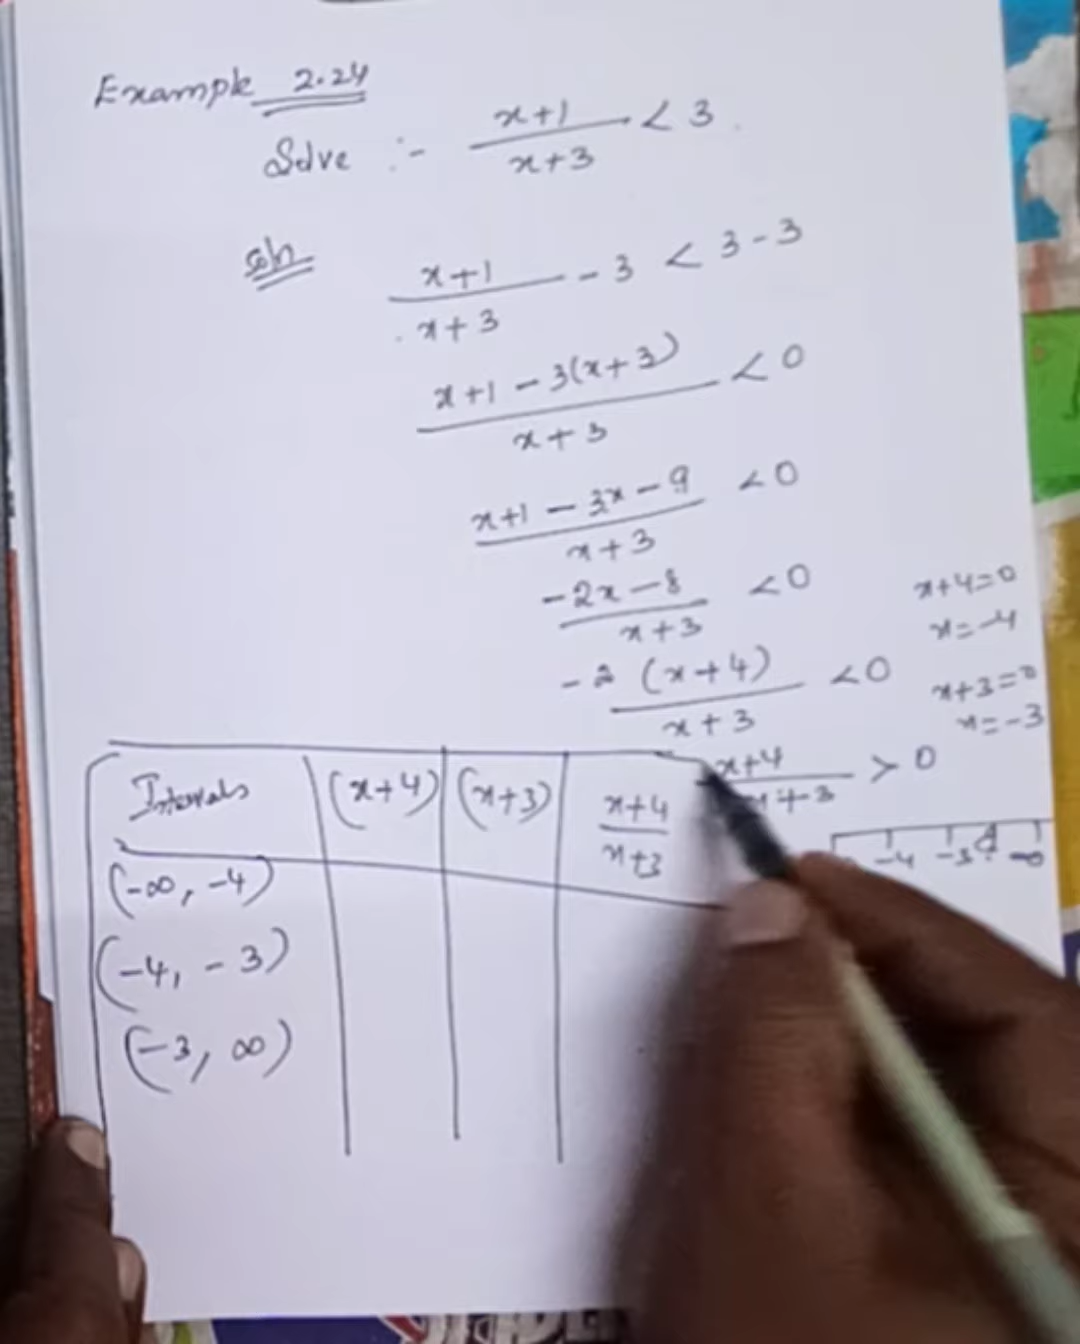 Example 2.24
Solve :- x+1/x+3 < 3
Soln
x+1/x+3 - 3 < 3-3
x+1 - 3(x+3)/x+3 < 0
x+1 - 3x - 9/x+3 < 0
-2x - 8/x+3 < 0
x+4=0
x=-4
-2 (x+4)/x+3 < 0
x+3=0
x=-3
x+4/x+3 > 0
-4 -3
Intervals (x+4) (x+3) x+4/x+3
(-∞, -4)
(-4, -3)
(-3, ∞)